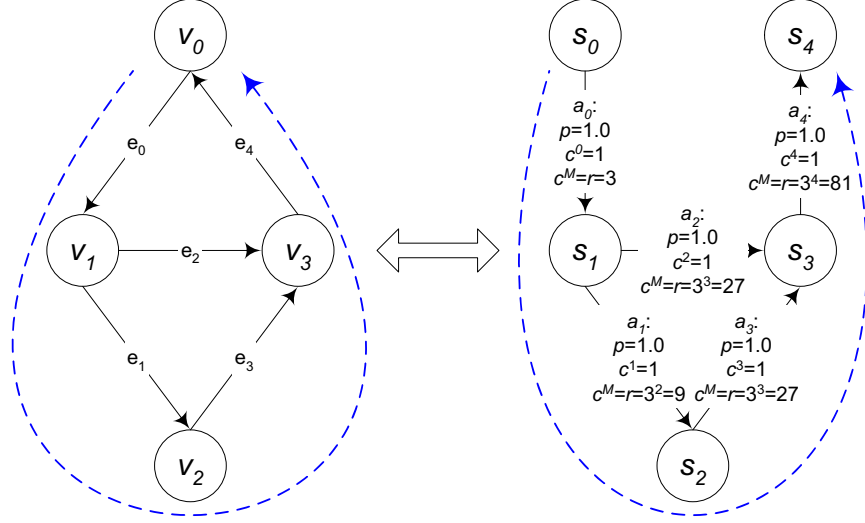 v₀
e₀
e₄
v₁
e₂
v₃
e₁
e₃
v₂
s₀
s₄
a₀:
p=1.0
c⁰=1
cᴹ=r=3
a₄:
p=1.0
c⁴=1
cᴹ=r=3⁴=81
s₁
a₂:
p=1.0
c²=1
cᴹ=r=3³=27
s₃
a₁:
p=1.0
c¹=1
cᴹ=r=3²=9
a₃:
p=1.0
c³=1
cᴹ=r=3³=27
s₂